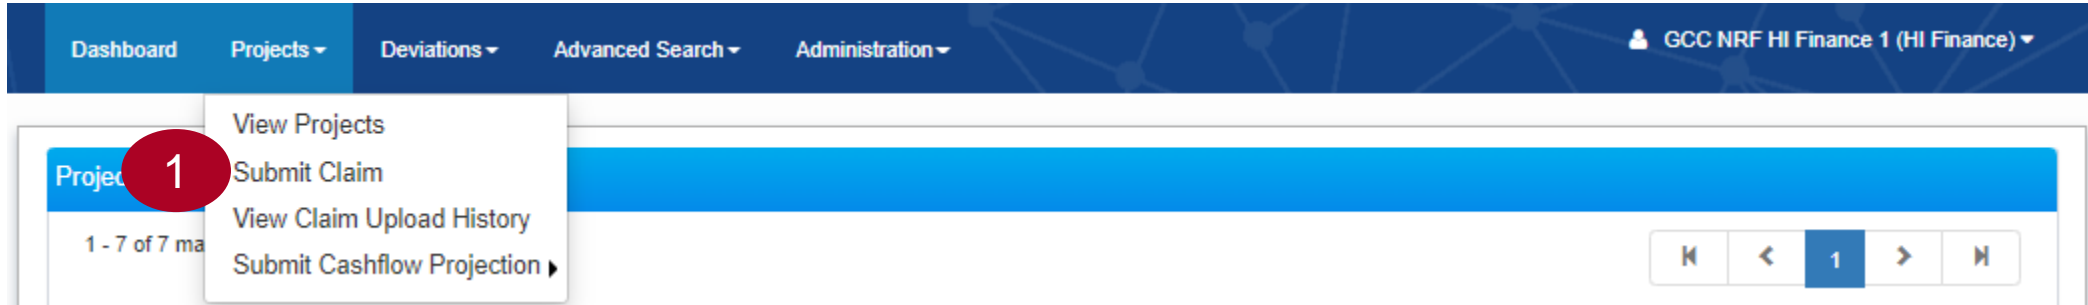 Dashboard Projects Deviations Advanced Search Administration GCC NRF HI Finance 1 (HI Finance)
View Projects
1 Submit Claim
Projec
View Claim Upload History
1 - 7 of 7 ma
Submit Cashflow Projection
1